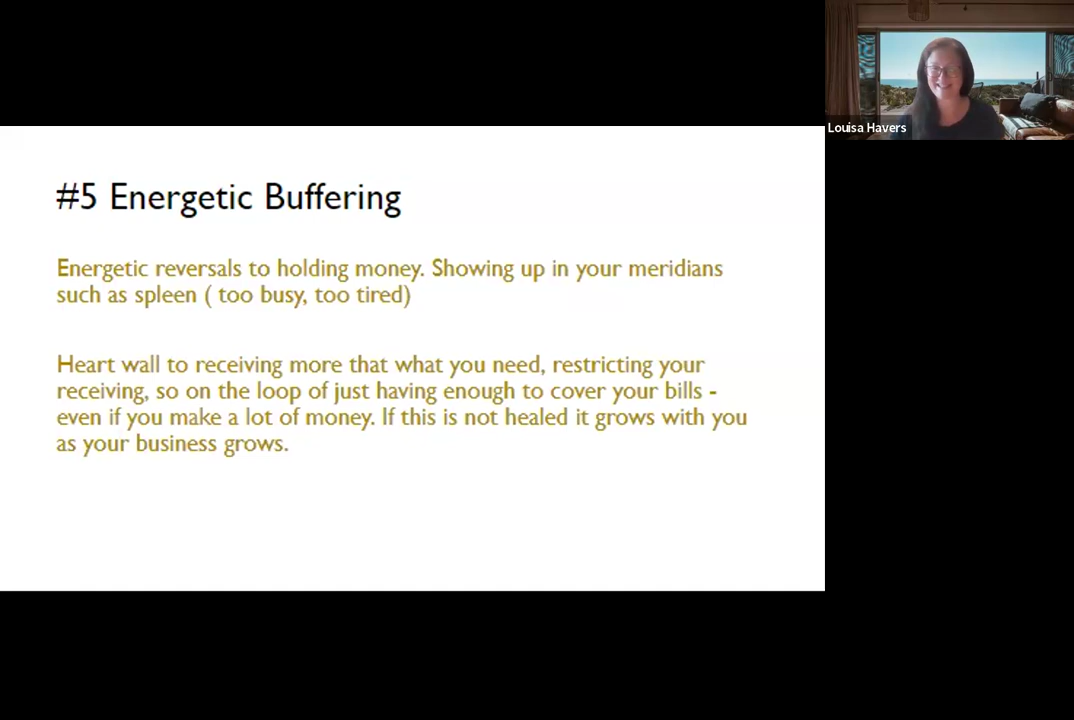 Louisa Havers
#5 Energetic Buffering
Energetic reversals to holding money. Showing up in your meridians
such as spleen ( too busy, too tired)
Heart wall to receiving more that what you need, restricting your
receiving, so on the loop of just having enough to cover your bills -
even if you make a lot of money. If this is not healed it grows with you
as your business grows.